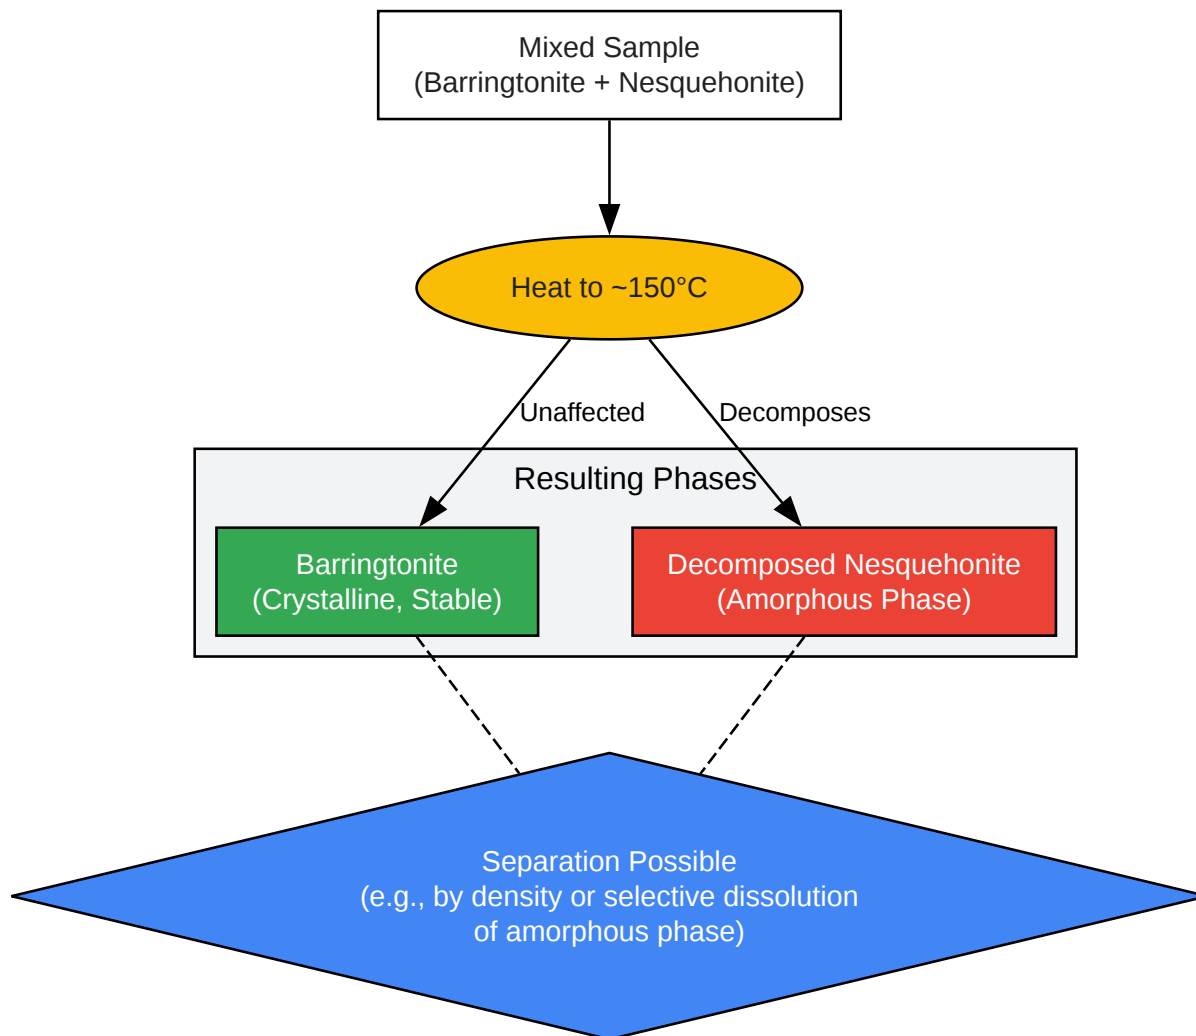 Mixed Sample
(Barringtonite + Nesquehonite)
Heat to ~150°C
Unaffected
Decomposes
Resulting Phases
Barringtonite
(Crystalline, Stable)
Decomposed Nesquehonite
(Amorphous Phase)
Separation Possible
(e.g., by density or selective dissolution
of amorphous phase)